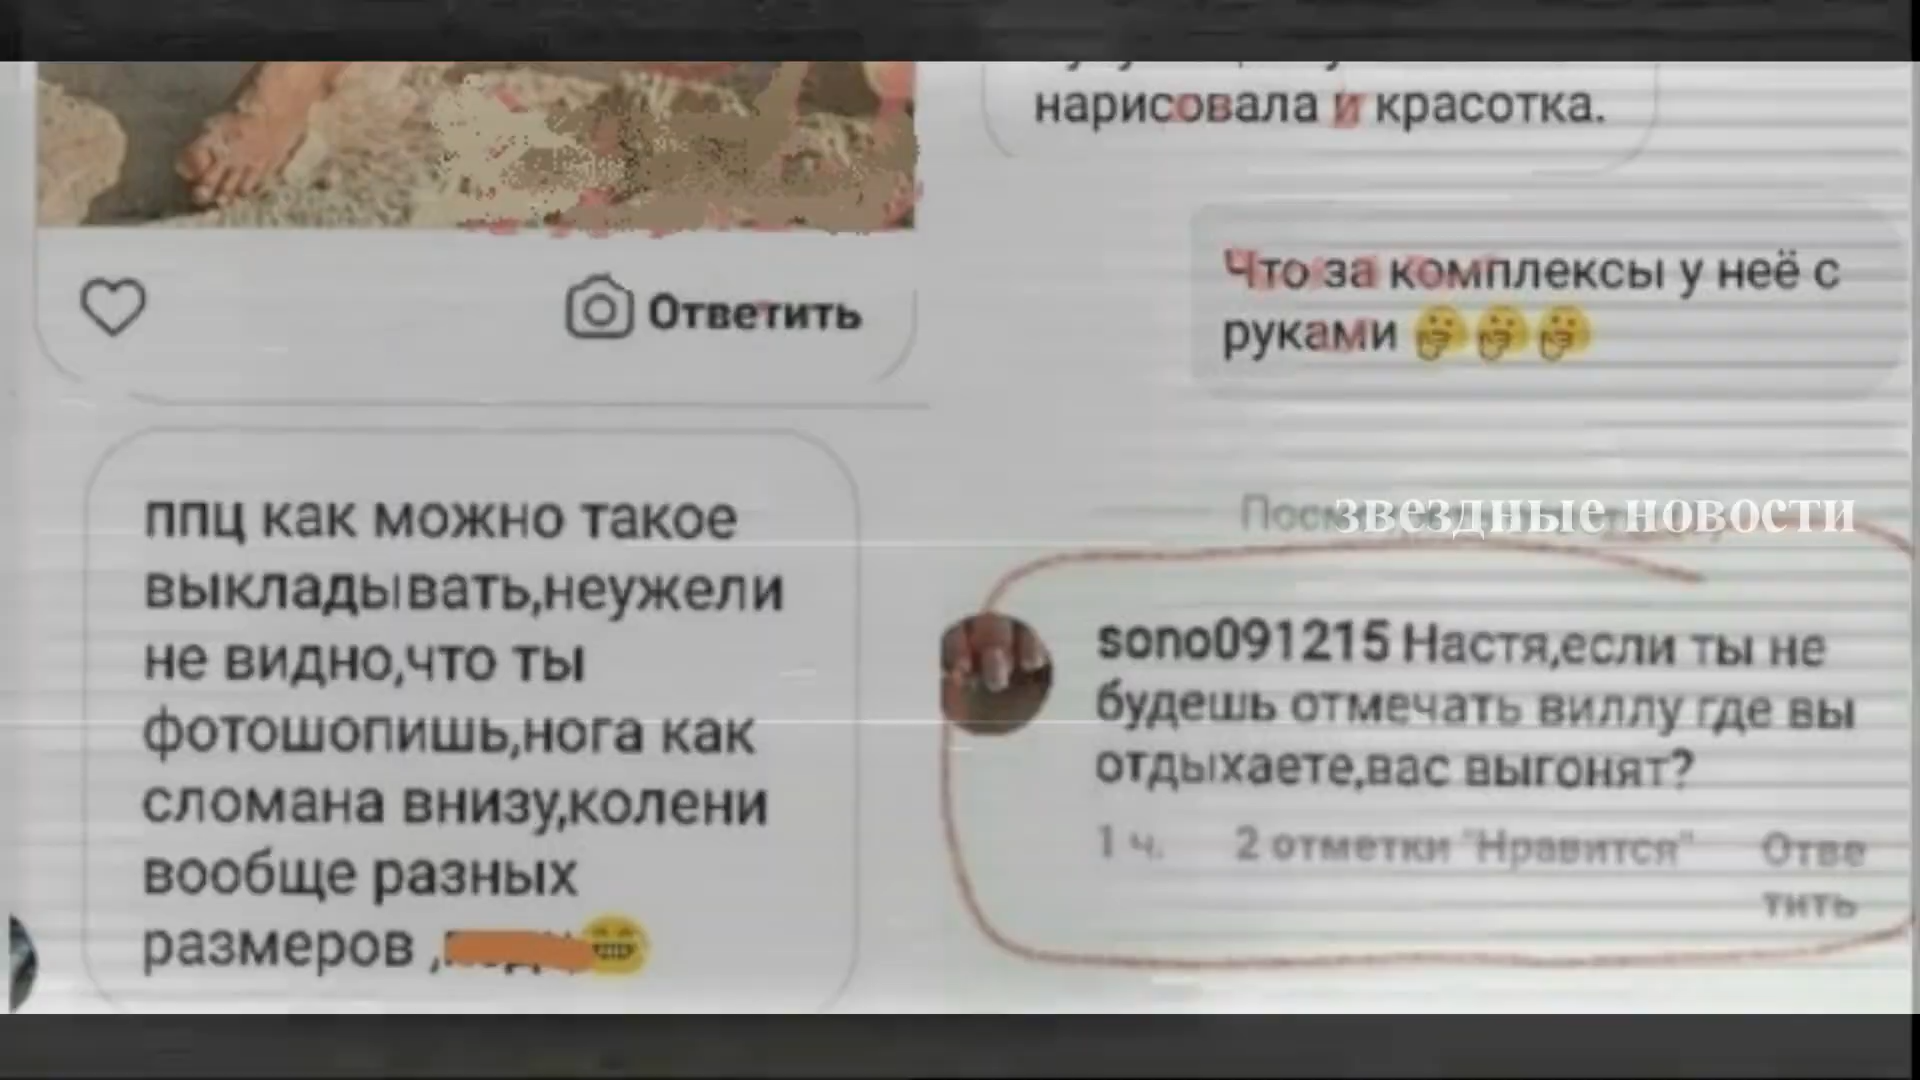 Ответить
ппц как можно такое
выкладывать,неужели
не видно,что ты
фотошопишь,нога как
сломана внизу,колени
вообще разных
размеров ,😁
нарисовала и красотка.
Что за комплексы у неё с
руками 🤔🤔🤔
звездные новости
sono091215 Настя,если ты не
будешь отмечать виллу где вы
отдыхаете,вас выгонят?
1 ч. 2 отметки "Нравится" Отве
тить